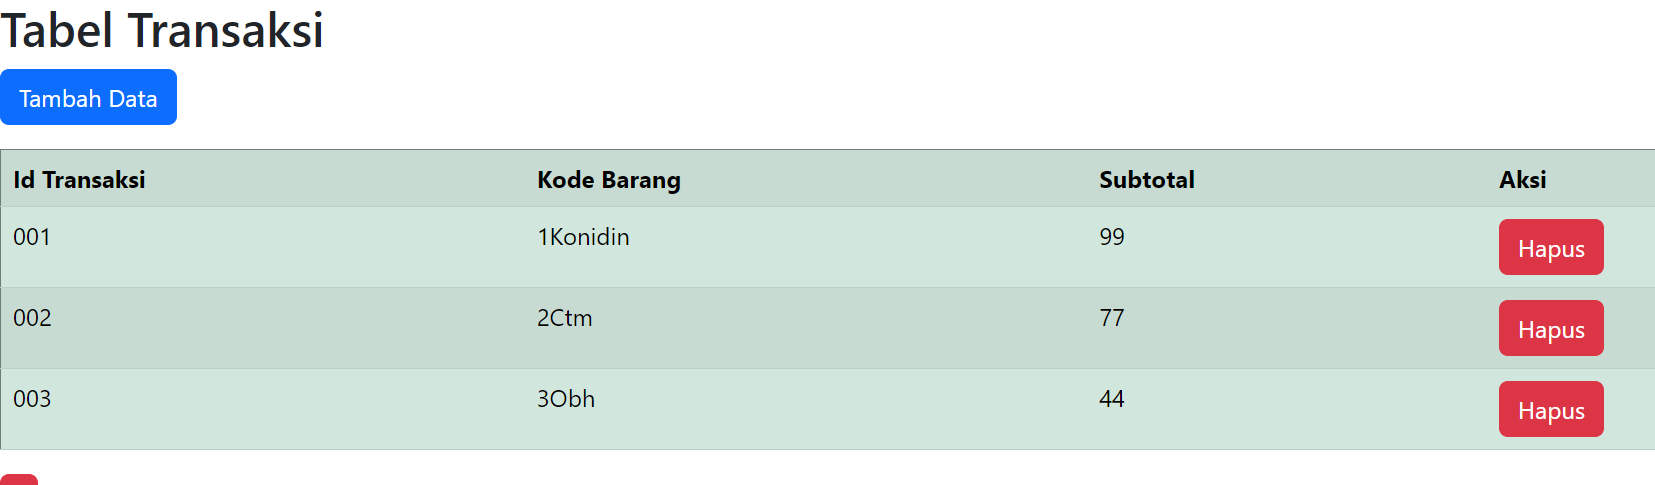 Tabel Transaksi
Tambah Data
Id Transaksi Kode Barang Subtotal Aksi
001 1Konidin 99 Hapus
002 2Ctm 77 Hapus
003 3Obh 44 Hapus